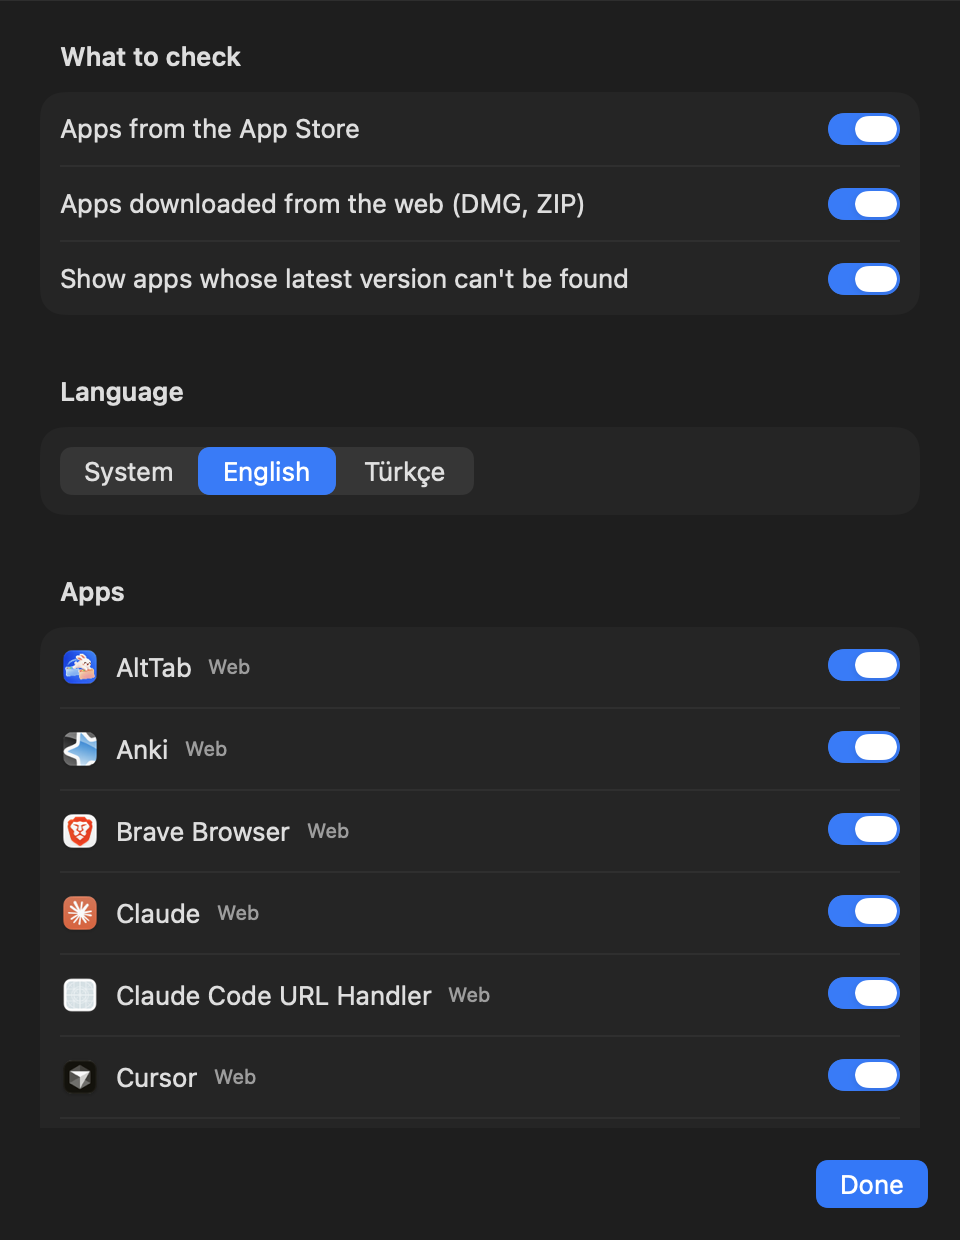 What to check
Apps from the App Store
Apps downloaded from the web (DMG, ZIP)
Show apps whose latest version can't be found
Language
System English Türkçe
Apps
AltTab Web
Anki Web
Brave Browser Web
Claude Web
Claude Code URL Handler Web
Cursor Web
Done